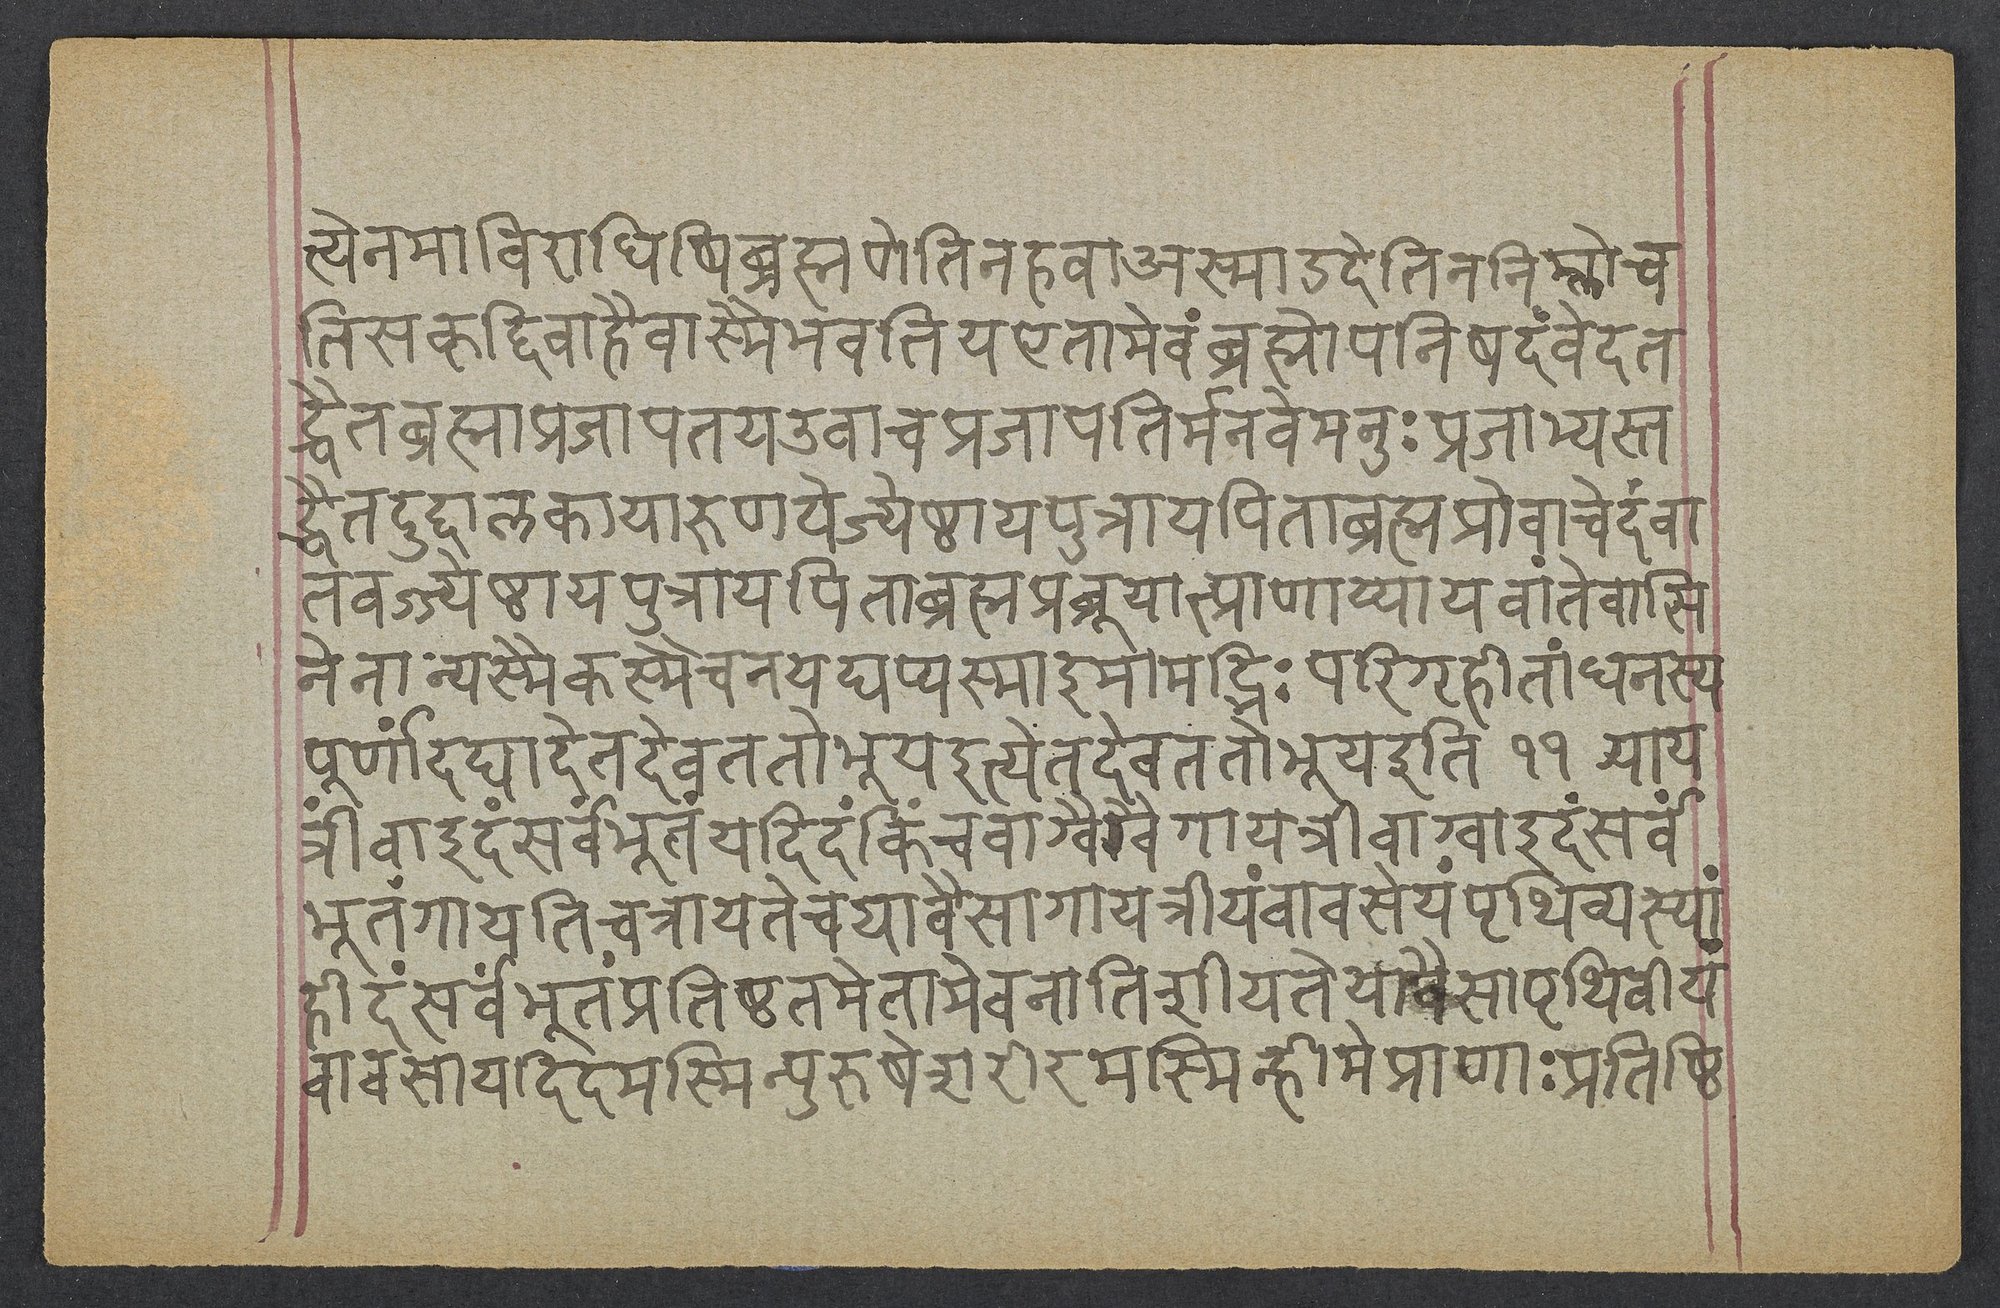 त्येनमाविराधिषिब्रह्मणेतिनहवाअस्माउदेतिननिम्लोच
तिसकृद्दिवाहैवास्मैभवतियएतामेवंब्रह्मोपनिषदंवेदत
द्धैतब्रह्माप्रजापतयउवाचप्रजापतिर्मनवेमनुःप्रजाभ्यस्त
द्धैतदुद्दालकायारुणयेज्येष्ठायपुत्रायपिताब्रह्मप्रोवाचेदंवा
तवज्ज्येष्ठायपुत्रायपिताब्रह्मप्रब्रूयात्प्राणाय्यायवांतेवासि
नेनान्यस्मैकस्मैचनयद्यप्यस्माइमामद्भिःपरिगृहीतांधनस्य
पूर्णांदद्यादेतदेवततोभूयइत्येतदेवततोभूयइति ११ गाय
त्रीवाइदंसर्वंभूतंयदिदंकिंचवाग्वैगायत्रीवाग्वाइदंसर्वं
भूतंगायतिचत्रायतेचयावैसागायत्रीयंवावसेयंपृथिव्यस्यां
हीदंसर्वंभूतंप्रतिष्ठतमेतामेवनातिशीयतेयावैसापृथिवीयं
वावसायदिदमस्मिन्पुरुषेशरीरमस्मिन्हीमेप्राणाःप्रतिष्ठि